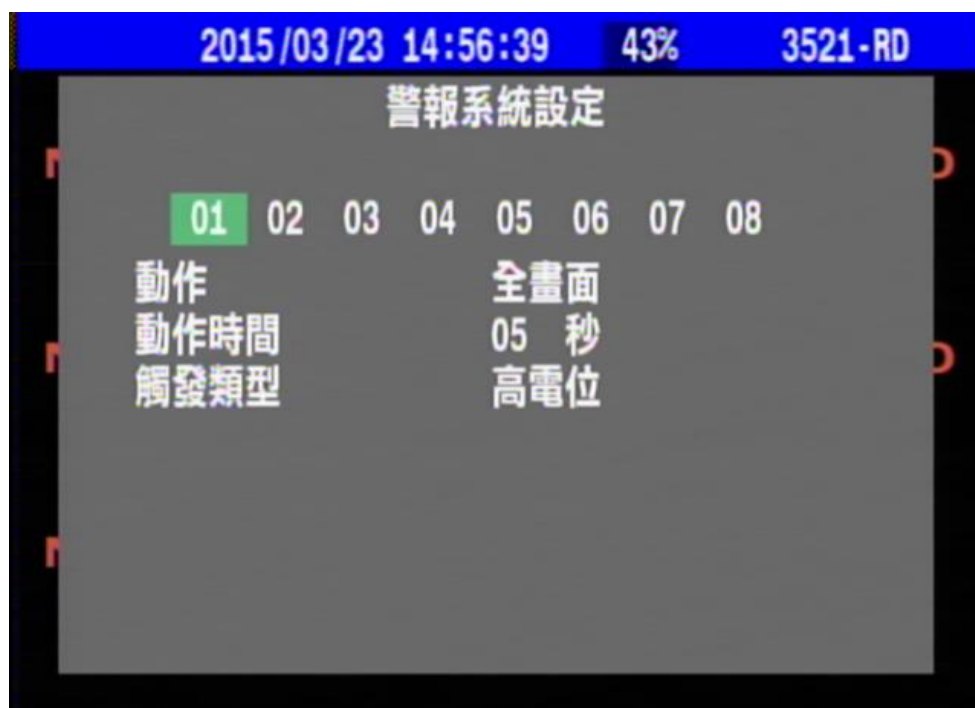 2015/03/23 14:56:39 43% 3521-RD
警報系統設定
01 02 03 04 05 06 07 08
動作 全畫面
動作時間 05 秒
觸發類型 高電位